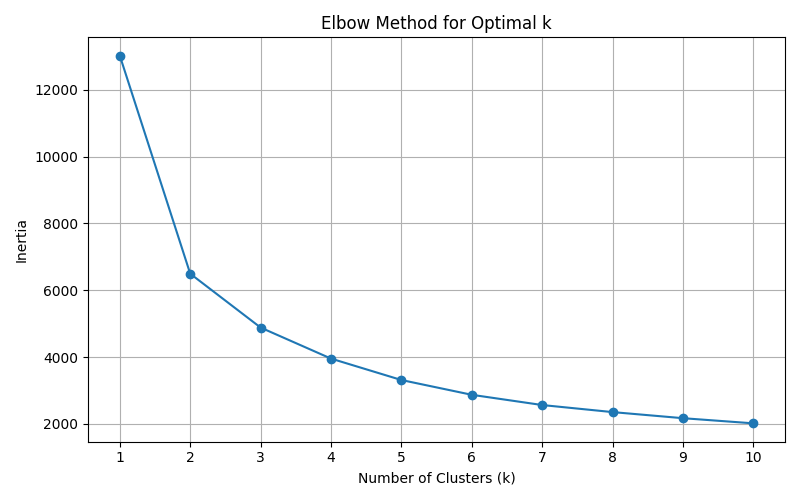 Elbow Method for Optimal k
12000
10000
8000
6000
4000
2000
Inertia
1 2 3 4 5 6 7 8 9 10
Number of Clusters (k)